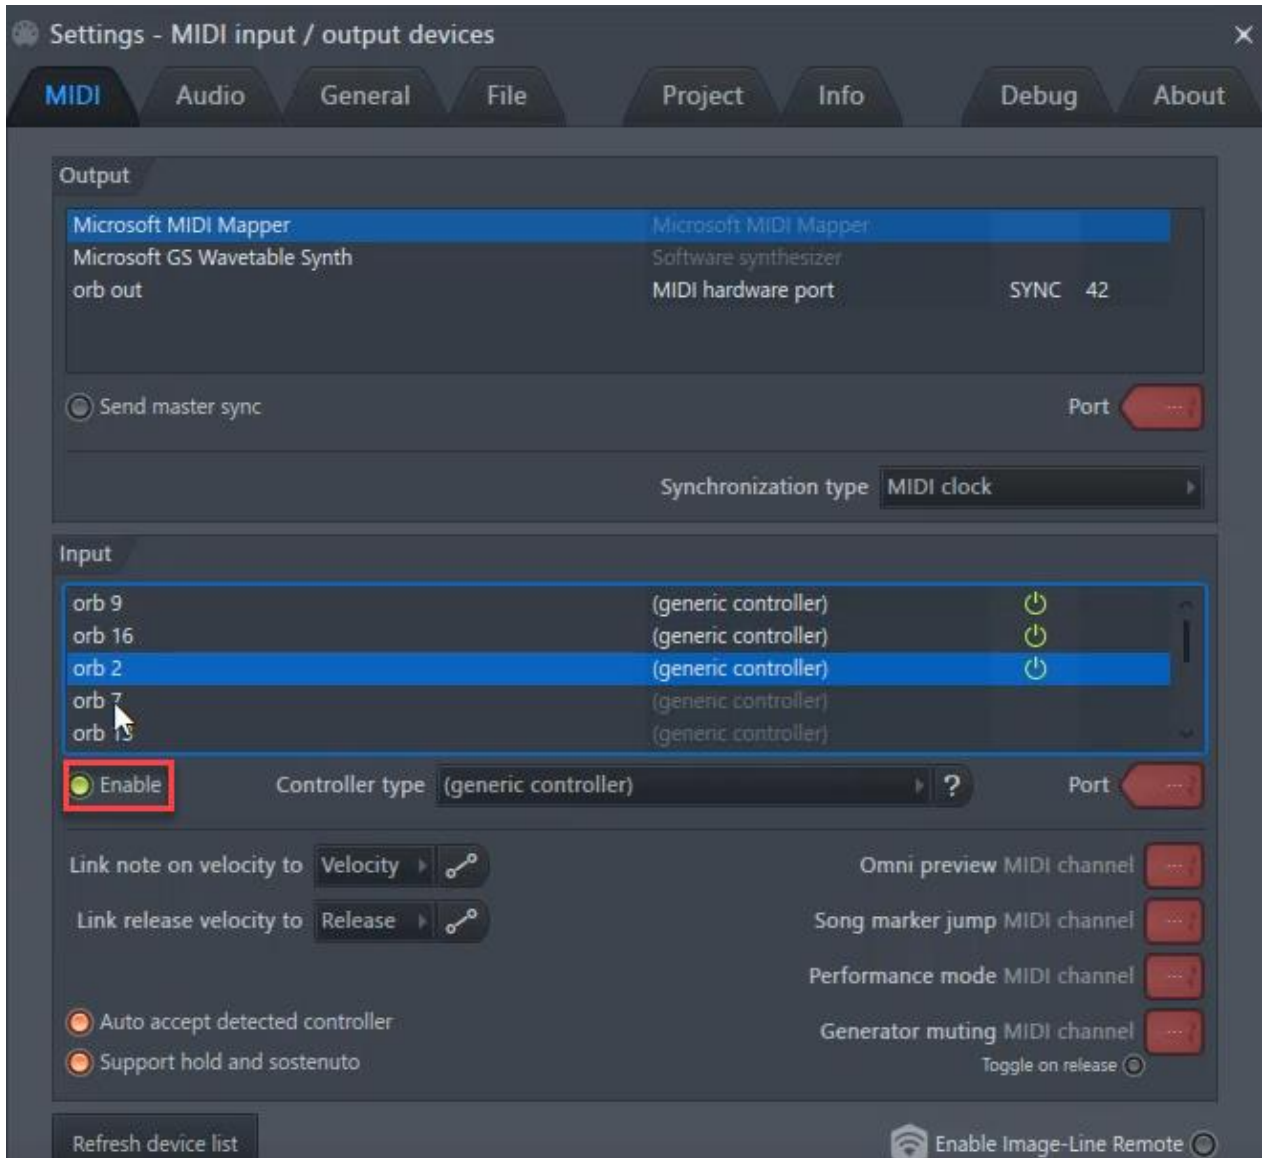 Settings - MIDI input / output devices
MIDI Audio General File Project Info Debug About
Output
Microsoft MIDI Mapper Microsoft MIDI Mapper
Microsoft GS Wavetable Synth Software synthesizer
orb out MIDI hardware port SYNC 42
Send master sync Port ---
Synchronization type MIDI clock
Input
orb 9 (generic controller)
orb 16 (generic controller)
orb 2 (generic controller)
orb 7 (generic controller)
orb 13 (generic controller)
Enable Controller type (generic controller) ? Port ---
Link note on velocity to Velocity Omni preview MIDI channel ---
Link release velocity to Release Song marker jump MIDI channel ---
Performance mode MIDI channel ---
Auto accept detected controller Generator muting MIDI channel ---
Support hold and sostenuto Toggle on release
Refresh device list Enable Image-Line Remote